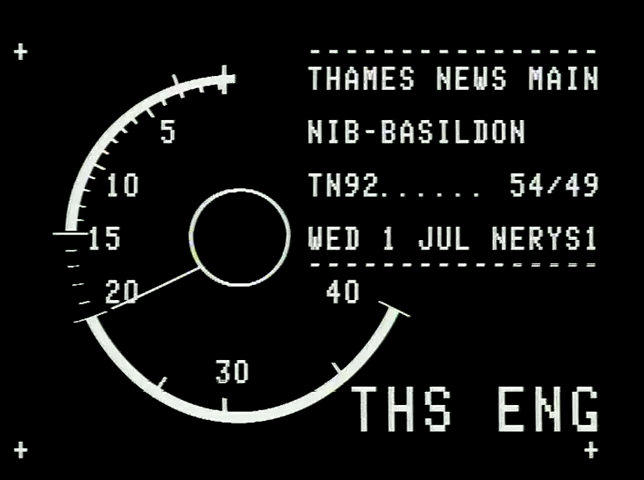 THAMES NEWS MAIN
NIB-BASILDON
TN92...... 54/49
WED 1 JUL NERYS1
5
10
15
20
30
40
THS ENG